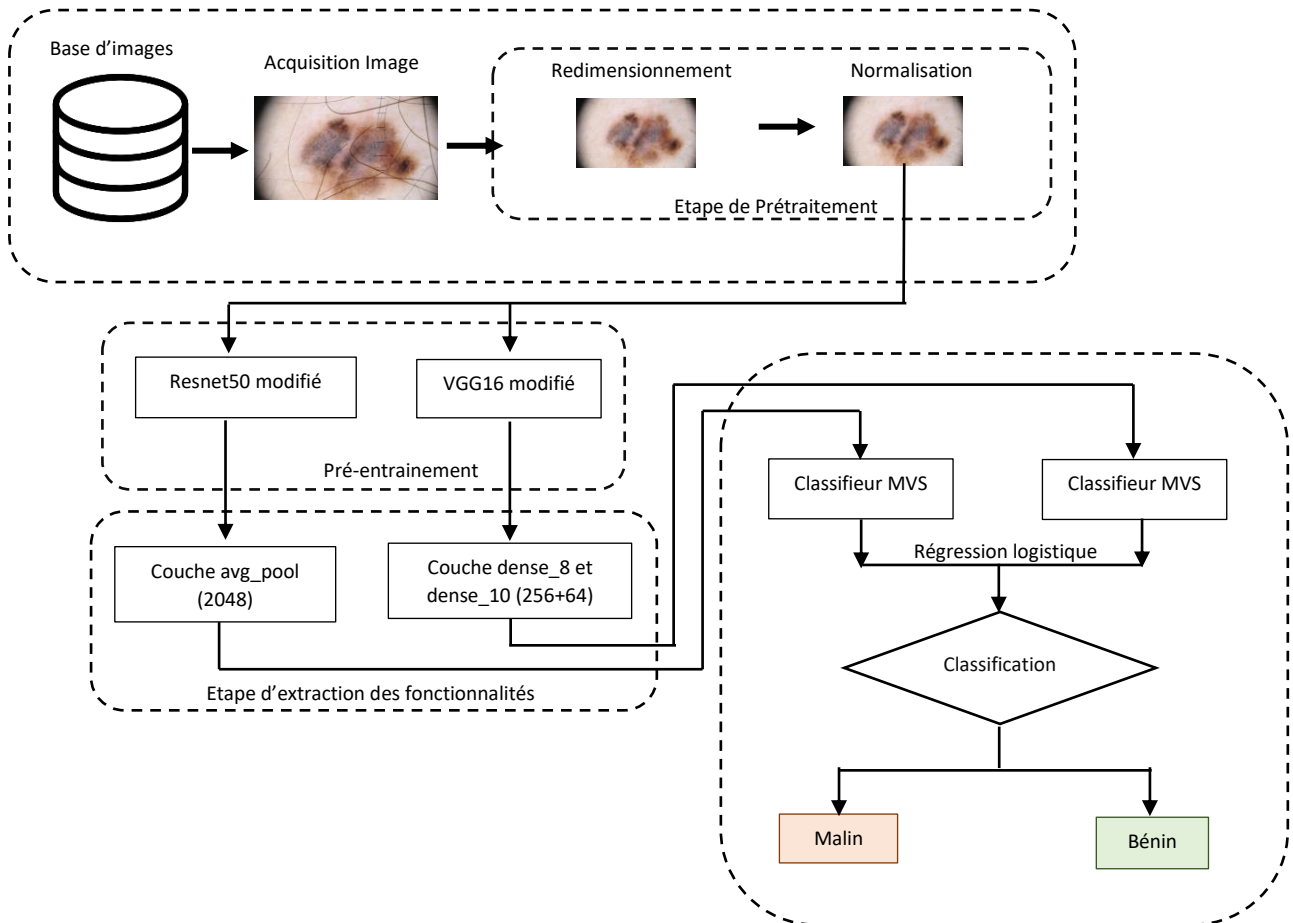 Base d'images
Acquisition Image
Redimensionnement
Normalisation
Etape de Prétraitement
Resnet50 modifié
VGG16 modifié
Pré-entrainement
Couche avg_pool
(2048)
Couche dense_8 et
dense_10 (256+64)
Etape d'extraction des fonctionnalités
Classifieur MVS
Classifieur MVS
Régression logistique
Classification
Malin
Bénin